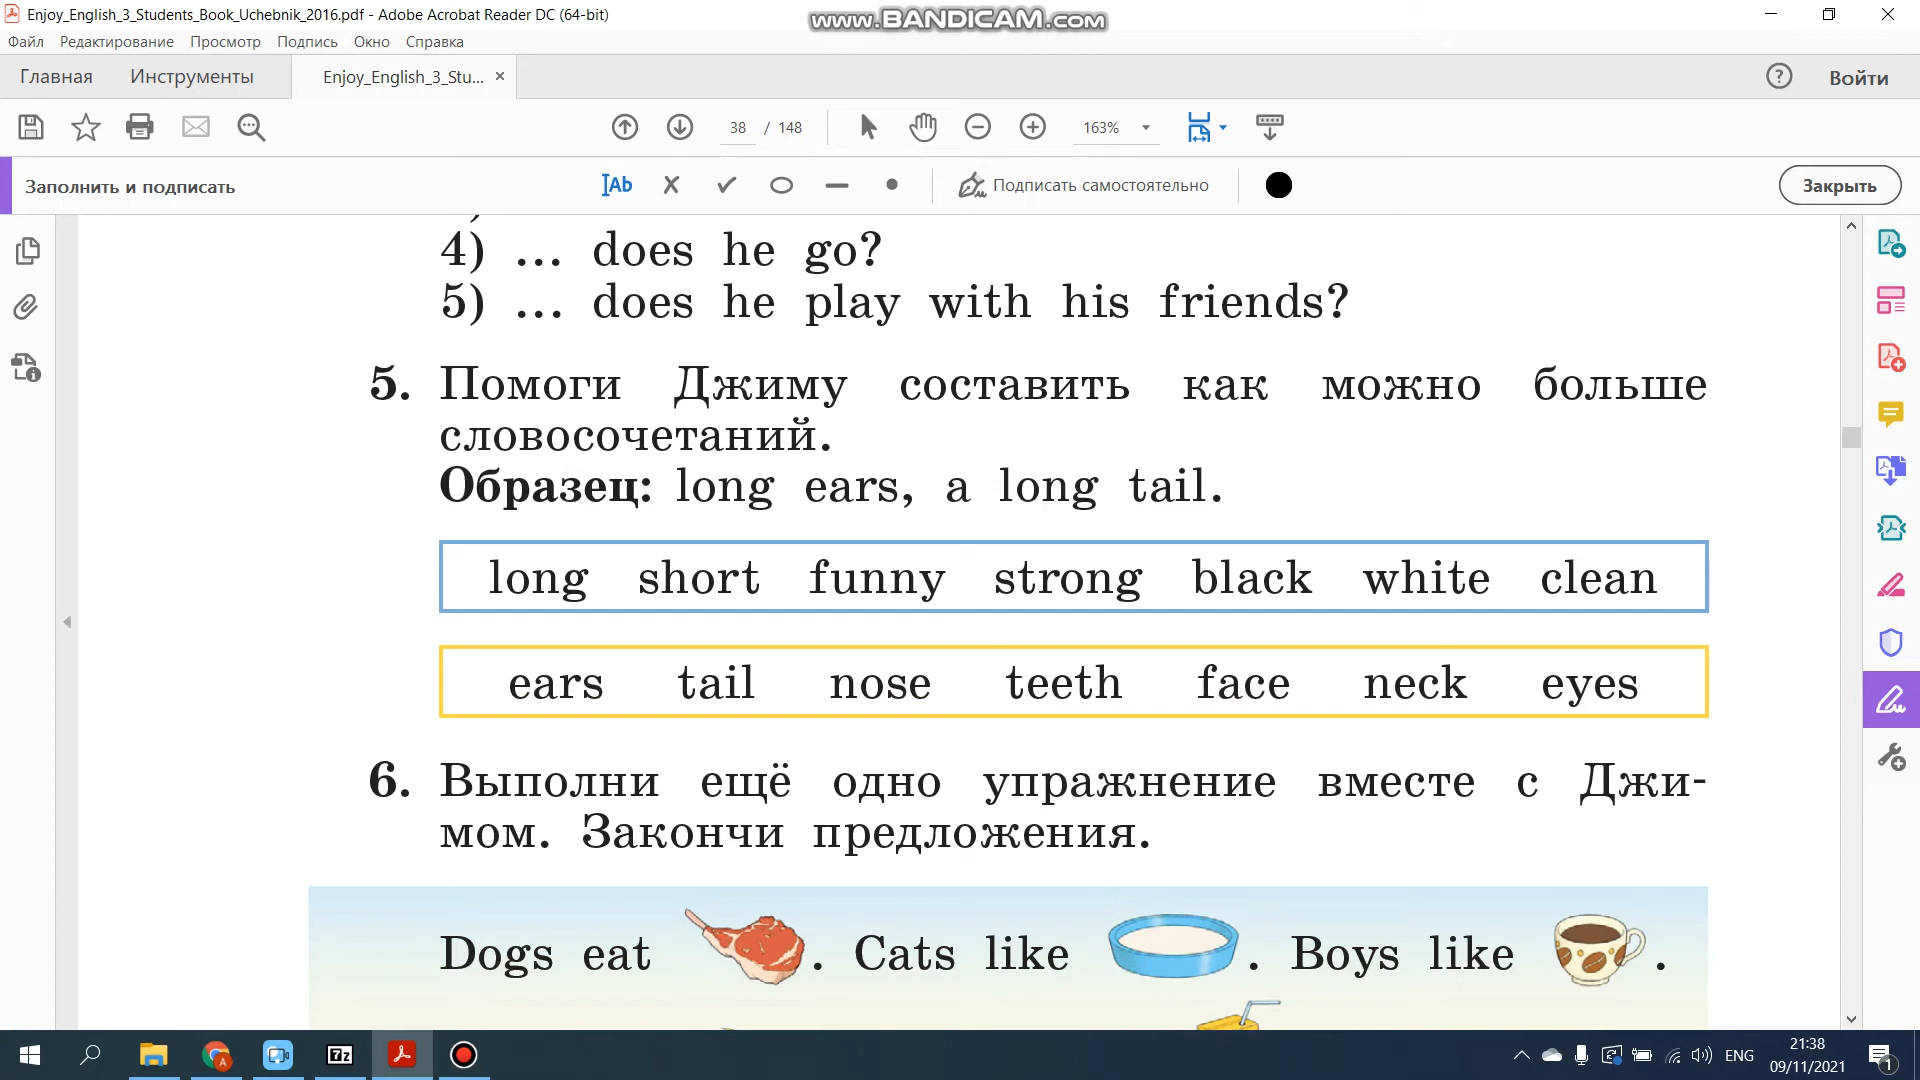 Enjoy_English_3_Students_Book_Uchebnik_2016.pdf - Adobe Acrobat Reader DC (64-bit)
www.BANDICAM.com
Файл Редактирование Просмотр Подпись Окно Справка
Главная Инструменты Enjoy_English_3_Stu... × Войти
38 / 148 163%
Заполнить и подписать Ab Подписать самостоятельно Закрыть
4) ... does he go?
5) ... does he play with his friends?
5. Помоги Джиму составить как можно больше
словосочетаний.
Образец: long ears, a long tail.
long short funny strong black white clean
ears tail nose teeth face neck eyes
6. Выполни ещё одно упражнение вместе с Джи-
мом. Закончи предложения.
Dogs eat . Cats like . Boys like .
7z ENG 21:38
09/11/2021 1